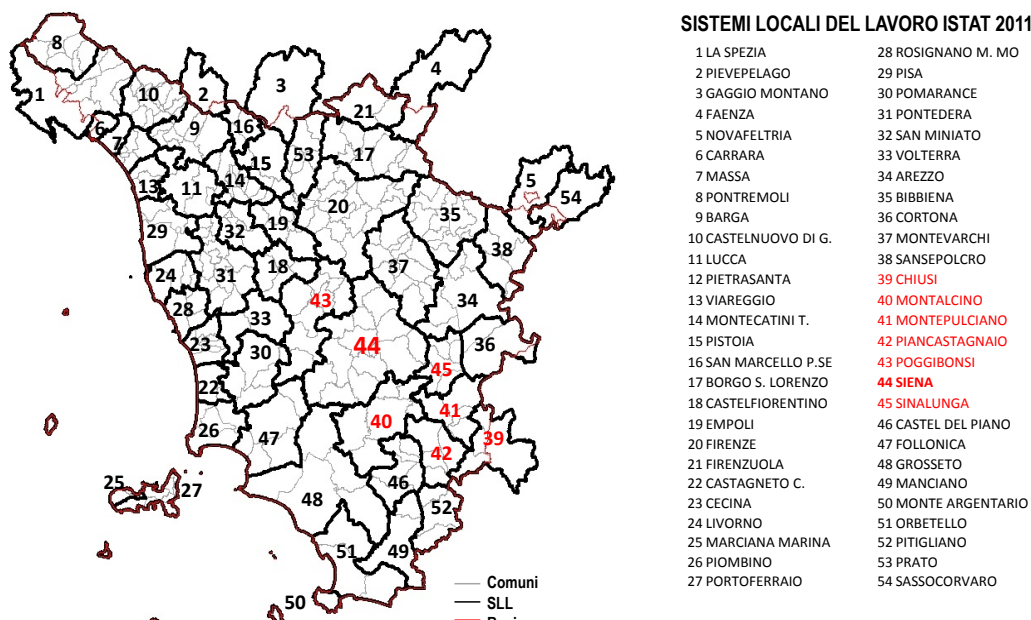 SISTEMI LOCALI DEL LAVORO ISTAT 2011
1 LA SPEZIA
2 PIEVEPELAGO
3 GAGGIO MONTANO
4 FAENZA
5 NOVAFELTRIA
6 CARRARA
7 MASSA
8 PONTREMOLI
9 BARGA
10 CASTELNUOVO DI G.
11 LUCCA
12 PIETRASANTA
13 VIAREGGIO
14 MONTECATINI T.
15 PISTOIA
16 SAN MARCELLO P.SE
17 BORGO S. LORENZO
18 CASTELFIORENTINO
19 EMPOLI
20 FIRENZE
21 FIRENZUOLA
22 CASTAGNETO C.
23 CECINA
24 LIVORNO
25 MARCIANA MARINA
26 PIOMBINO
27 PORTOFERRAIO
28 ROSIGNANO M. MO
29 PISA
30 POMARANCE
31 PONTEDERA
32 SAN MINIATO
33 VOLTERRA
34 AREZZO
35 BIBBIENA
36 CORTONA
37 MONTEVARCHI
38 SANSEPOLCRO
39 CHIUSI
40 MONTALCINO
41 MONTEPULCIANO
42 PIANCASTAGNAIO
43 POGGIBONSI
44 SIENA
45 SINALUNGA
46 CASTEL DEL PIANO
47 FOLLONICA
48 GROSSETO
49 MANCIANO
50 MONTE ARGENTARIO
51 ORBETELLO
52 PITIGLIANO
53 PRATO
54 SASSOCORVARO
8
4
3
1
10
2
21
6
9
16
7
15
53
17
13
11
14
5
54
20
29
32
19
35
38
24
31
18
37
28
43
34
33
23
44
36
30
45
22
41
26
47
40
39
42
25
27
46
48
52
51
49
50
Comuni
SLL